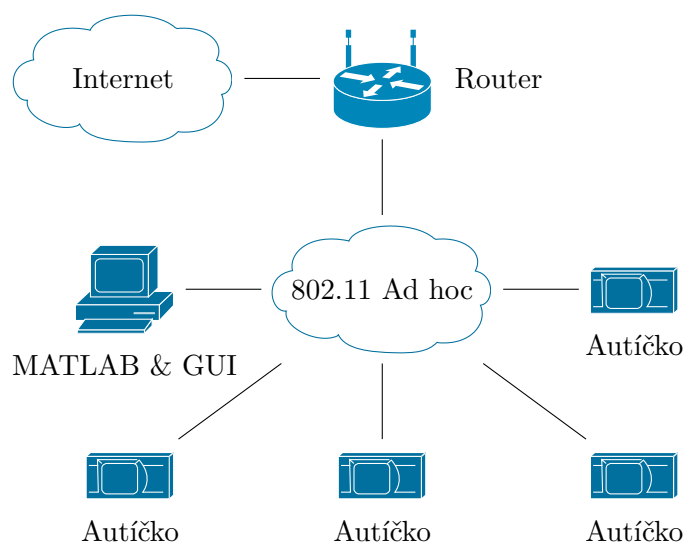 Internet
Router
802.11 Ad hoc
MATLAB & GUI
Autíčko
Autíčko
Autíčko
Autíčko